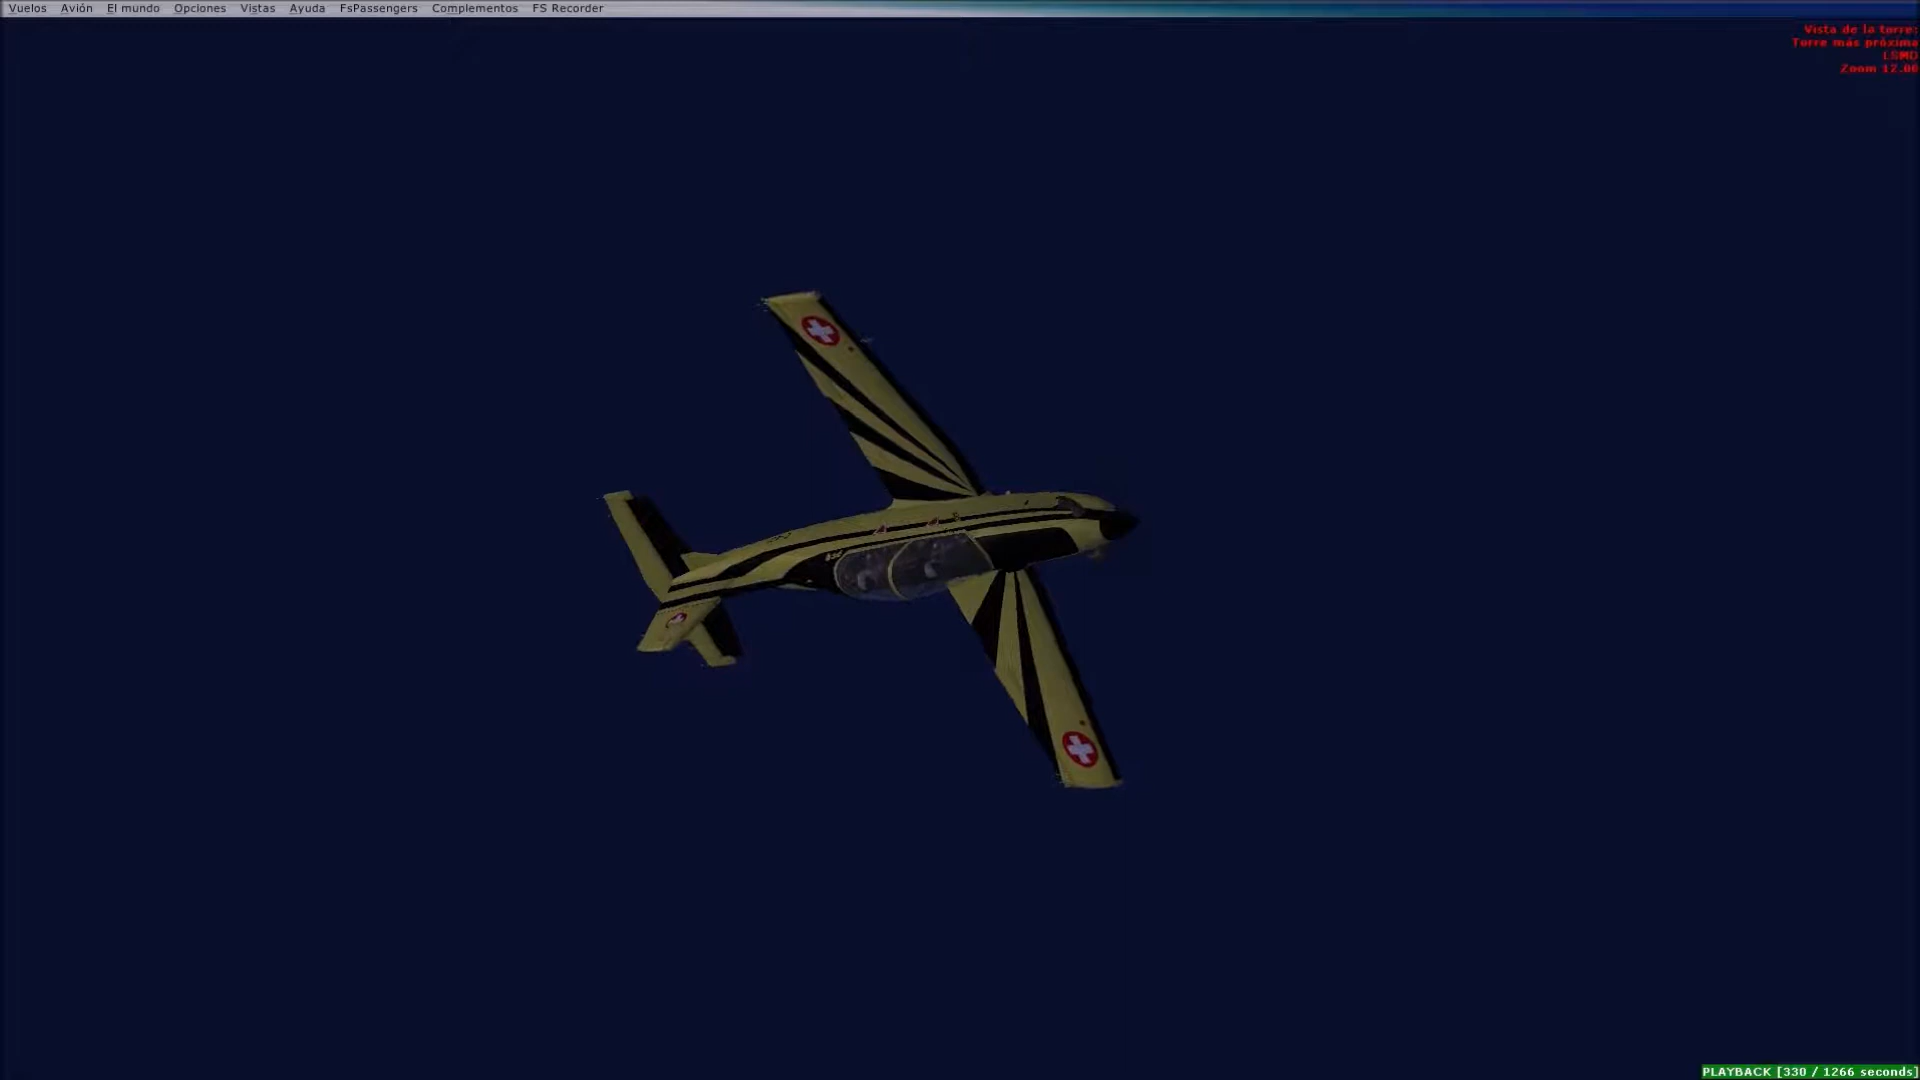 Vuelos Avión El mundo Opciones Vistas Ayuda FsPassengers Complementos FS Recorder
Vista de la torre:
Torre más próxima
LSMD
Zoom 12.00
PLAYBACK [330 / 1266 seconds]